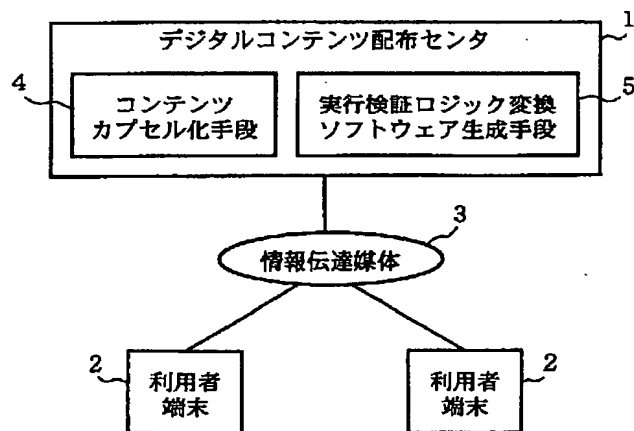 1
デジタルコンテンツ配布センタ
4
5
コンテンツ
カプセル化手段
実行検証ロジック変換
ソフトウェア生成手段
3
情報伝達媒体
2
利用者
端末
2
利用者
端末